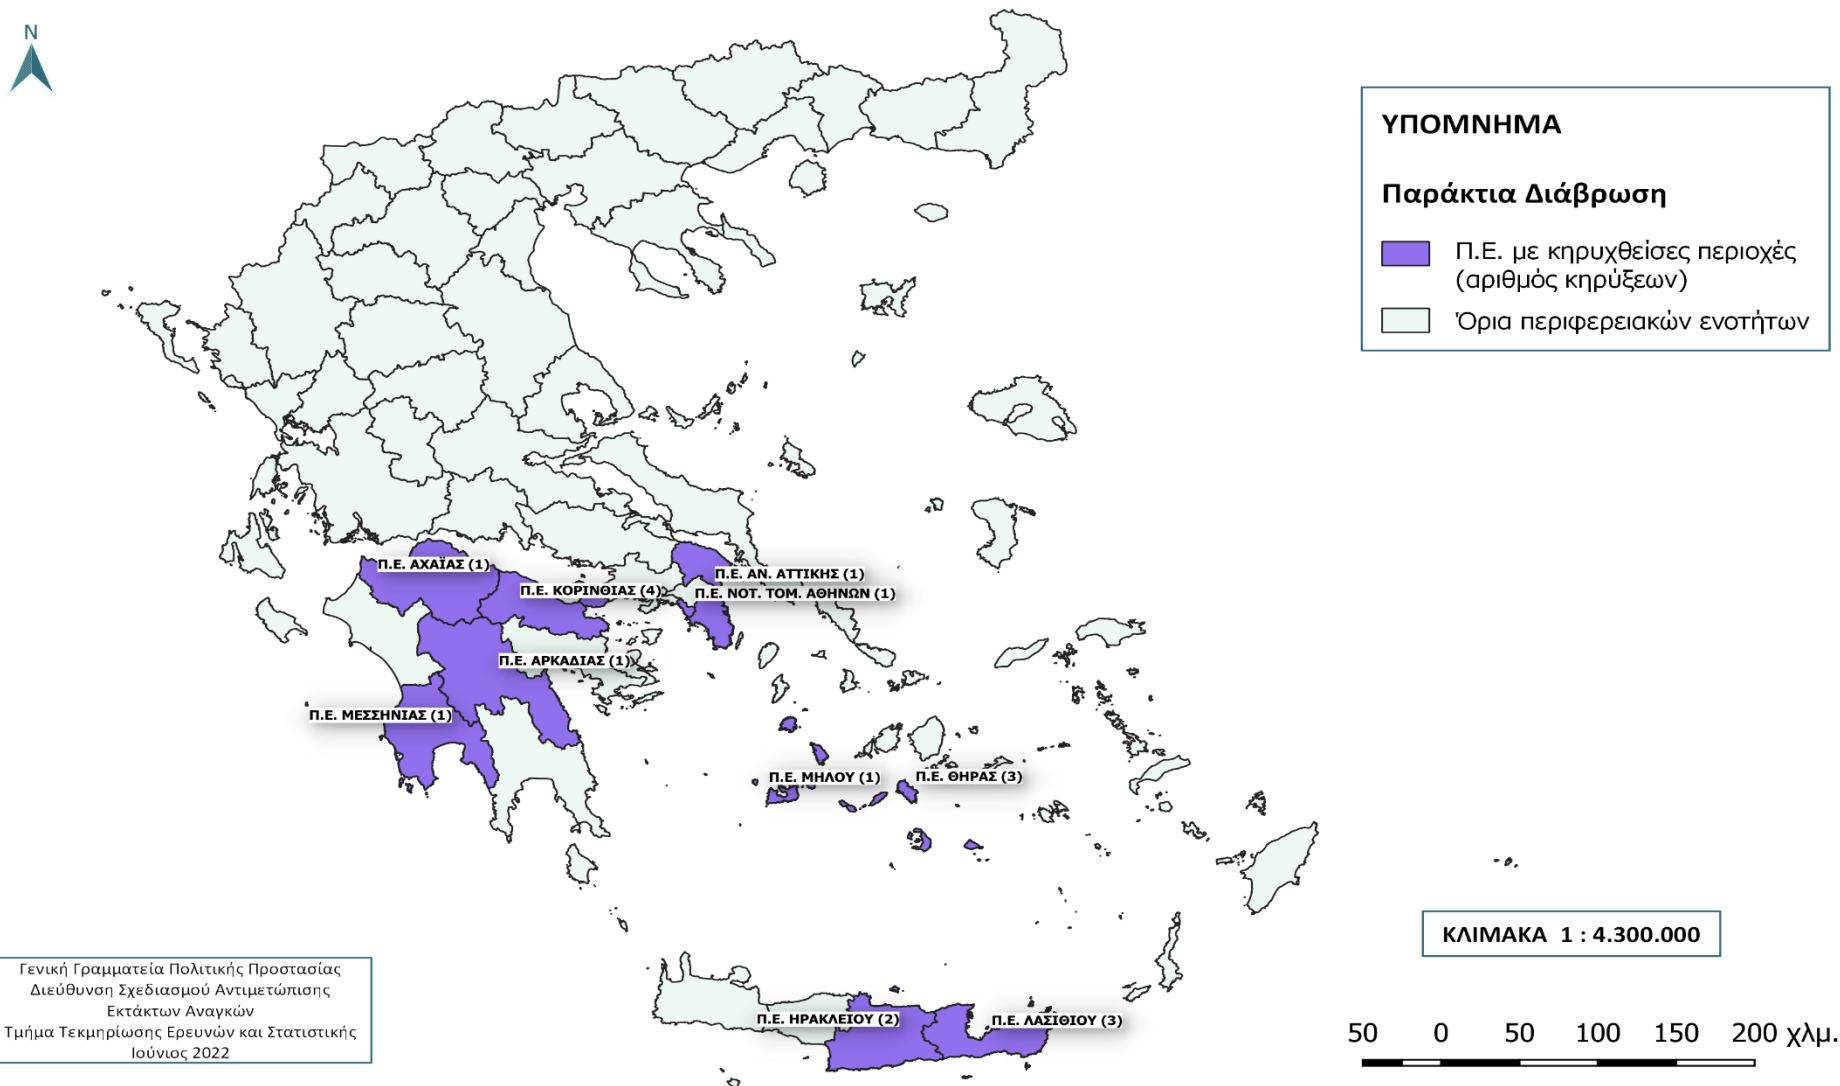 N
ΥΠΟΜΝΗΜΑ
Παράκτια Διάβρωση
Π.Ε. με κηρυχθείσες περιοχές
(αριθμός κηρύξεων)
Όρια περιφερειακών ενοτήτων
Π.Ε. ΑΧΑΪΑΣ (1)
Π.Ε. ΑΝ. ΑΤΤΙΚΗΣ (1)
Π.Ε. ΚΟΡΙΝΘΙΑΣ (4)
Π.Ε. ΝΟΤ. ΤΟΜ. ΑΘΗΝΩΝ (1)
Π.Ε. ΑΡΚΑΔΙΑΣ (1)
Π.Ε. ΜΕΣΣΗΝΙΑΣ (1)
Π.Ε. ΜΗΛΟΥ (1)
Π.Ε. ΘΗΡΑΣ (3)
ΚΛΙΜΑΚΑ 1 : 4.300.000
Γενική Γραμματεία Πολιτικής Προστασίας
Διεύθυνση Σχεδιασμού Αντιμετώπισης
Εκτάκτων Αναγκών
Τμήμα Τεκμηρίωσης Ερευνών και Στατιστικής
Ιούνιος 2022
Π.Ε. ΗΡΑΚΛΕΙΟΥ (2)
Π.Ε. ΛΑΣΙΘΙΟΥ (3)
50 0 50 100 150 200 χλμ.